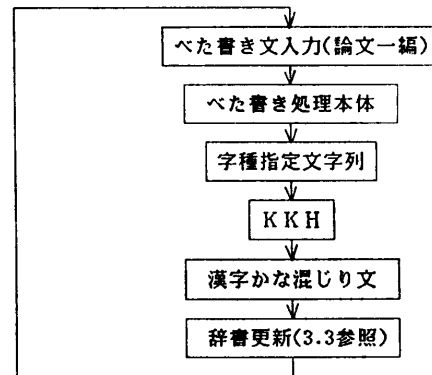 べた書き文入力(論文一編)
べた書き処理本体
字種指定文字列
KKH
漢字かな混じり文
辞書更新(3.3参照)